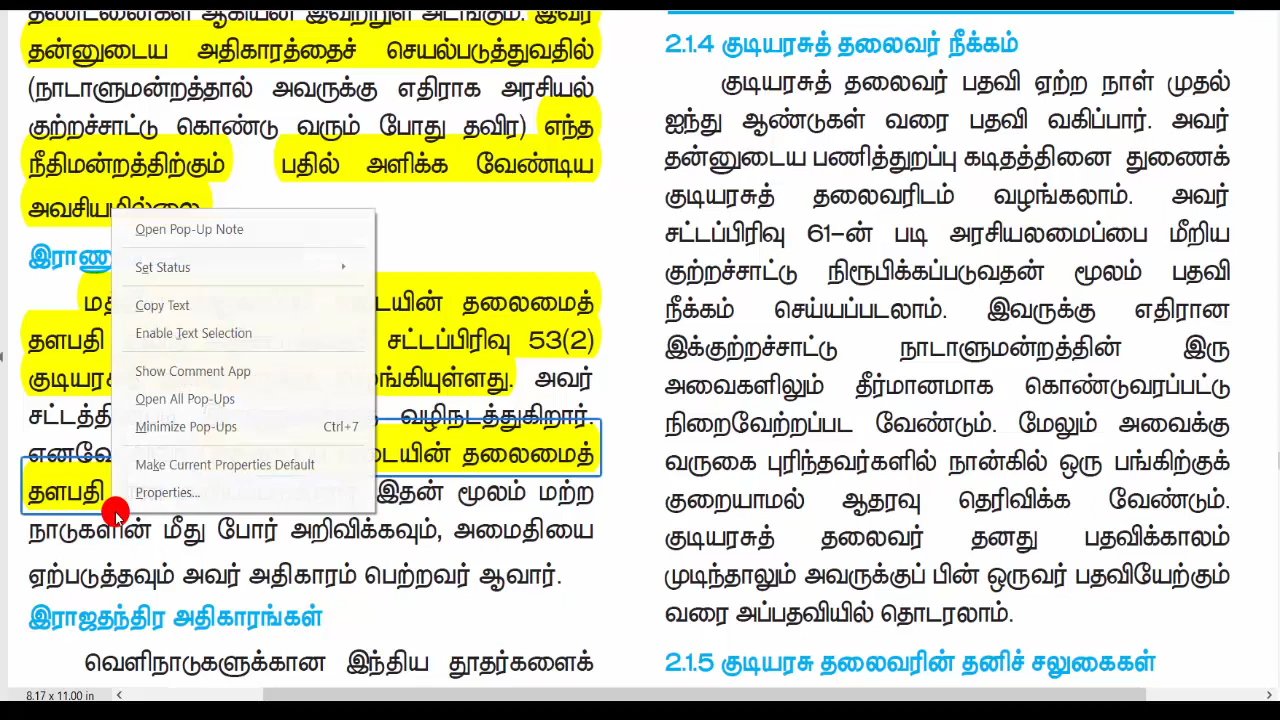 தண்டனைகள் ஆகியன இவற்றுள் அடங்கும். இவர்
தன்னுடைய அதிகாரத்தைச் செயல்படுத்துவதில்
(நாடாளுமன்றத்தால் அவருக்கு எதிராக அரசியல்
குற்றச்சாட்டு கொண்டு வரும் போது தவிர) எந்த
நீதிமன்றத்திற்கும் பதில் அளிக்க வேண்டிய
அவசியமில்லை
தலைமைத்
தளபதி சட்டப்பிரிவு 53(2)
அவர்
வழிநடத்துகிறார்.
தலைமைத்
தளபதி இதன் மூலம் மற்ற
நாடுகளின் மீது போர் அறிவிக்கவும், அமைதியை
ஏற்படுத்தவும் அவர் அதிகாரம் பெற்றவர் ஆவார்.
இராஜதந்திர அதிகாரங்கள்
வெளிநாடுகளுக்கான இந்திய தூதர்களைக்
Open Pop-Up Note
Set Status
Copy Text
Enable Text Selection
Show Comment App
Open All Pop-Ups
Minimize Pop-Ups Ctrl+7
Make Current Properties Default
Properties...
2.1.4 குடியரசுத் தலைவர் நீக்கம்
குடியரசுத் தலைவர் பதவி ஏற்ற நாள் முதல்
ஐந்து ஆண்டுகள் வரை பதவி வகிப்பார். அவர்
தன்னுடைய பணித்துறப்பு கடிதத்தினை துணைக்
குடியரசுத் தலைவரிடம் வழங்கலாம். அவர்
சட்டப்பிரிவு 61-ன் படி அரசியலமைப்பை மீறிய
குற்றச்சாட்டு நிரூபிக்கப்படுவதன் மூலம் பதவி
நீக்கம் செய்யப்படலாம். இவருக்கு எதிரான
இக்குற்றச்சாட்டு நாடாளுமன்றத்தின் இரு
அவைகளிலும் தீர்மானமாக கொண்டுவரப்பட்டு
நிறைவேற்றப்பட வேண்டும். மேலும் அவைக்கு
வருகை புரிந்தவர்களில் நான்கில் ஒரு பங்கிற்குக்
குறையாமல் ஆதரவு தெரிவிக்க வேண்டும்.
குடியரசுத் தலைவர் தனது பதவிக்காலம்
முடிந்தாலும் அவருக்குப் பின் ஒருவர் பதவியேற்கும்
வரை அப்பதவியில் தொடரலாம்.
2.1.5 குடியரசு தலைவரின் தனிச் சலுகைகள்
8.17 x 11.00 in